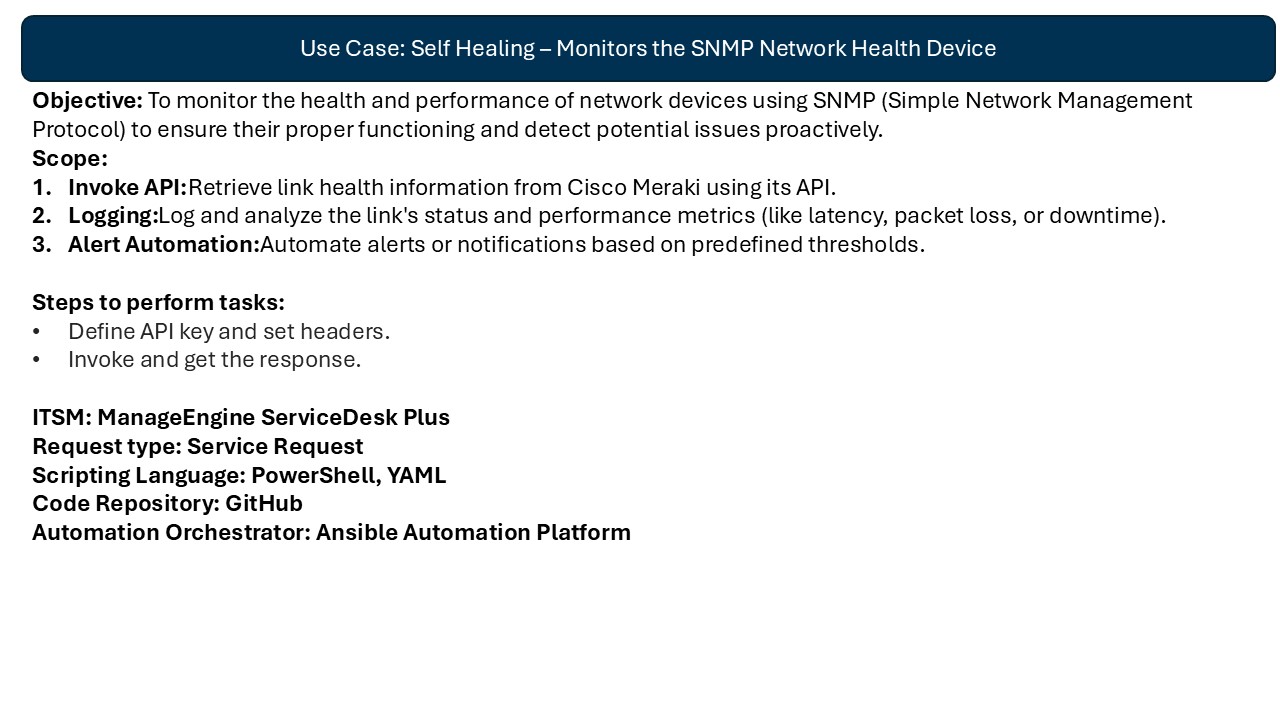 Use Case: Self Healing – Monitors the SNMP Network Health Device
Objective: To monitor the health and performance of network devices using SNMP (Simple Network Management
Protocol) to ensure their proper functioning and detect potential issues proactively.
Scope:
1. Invoke API:Retrieve link health information from Cisco Meraki using its API.
2. Logging:Log and analyze the link's status and performance metrics (like latency, packet loss, or downtime).
3. Alert Automation:Automate alerts or notifications based on predefined thresholds.
Steps to perform tasks:
• Define API key and set headers.
• Invoke and get the response.
ITSM: ManageEngine ServiceDesk Plus
Request type: Service Request
Scripting Language: PowerShell, YAML
Code Repository: GitHub
Automation Orchestrator: Ansible Automation Platform